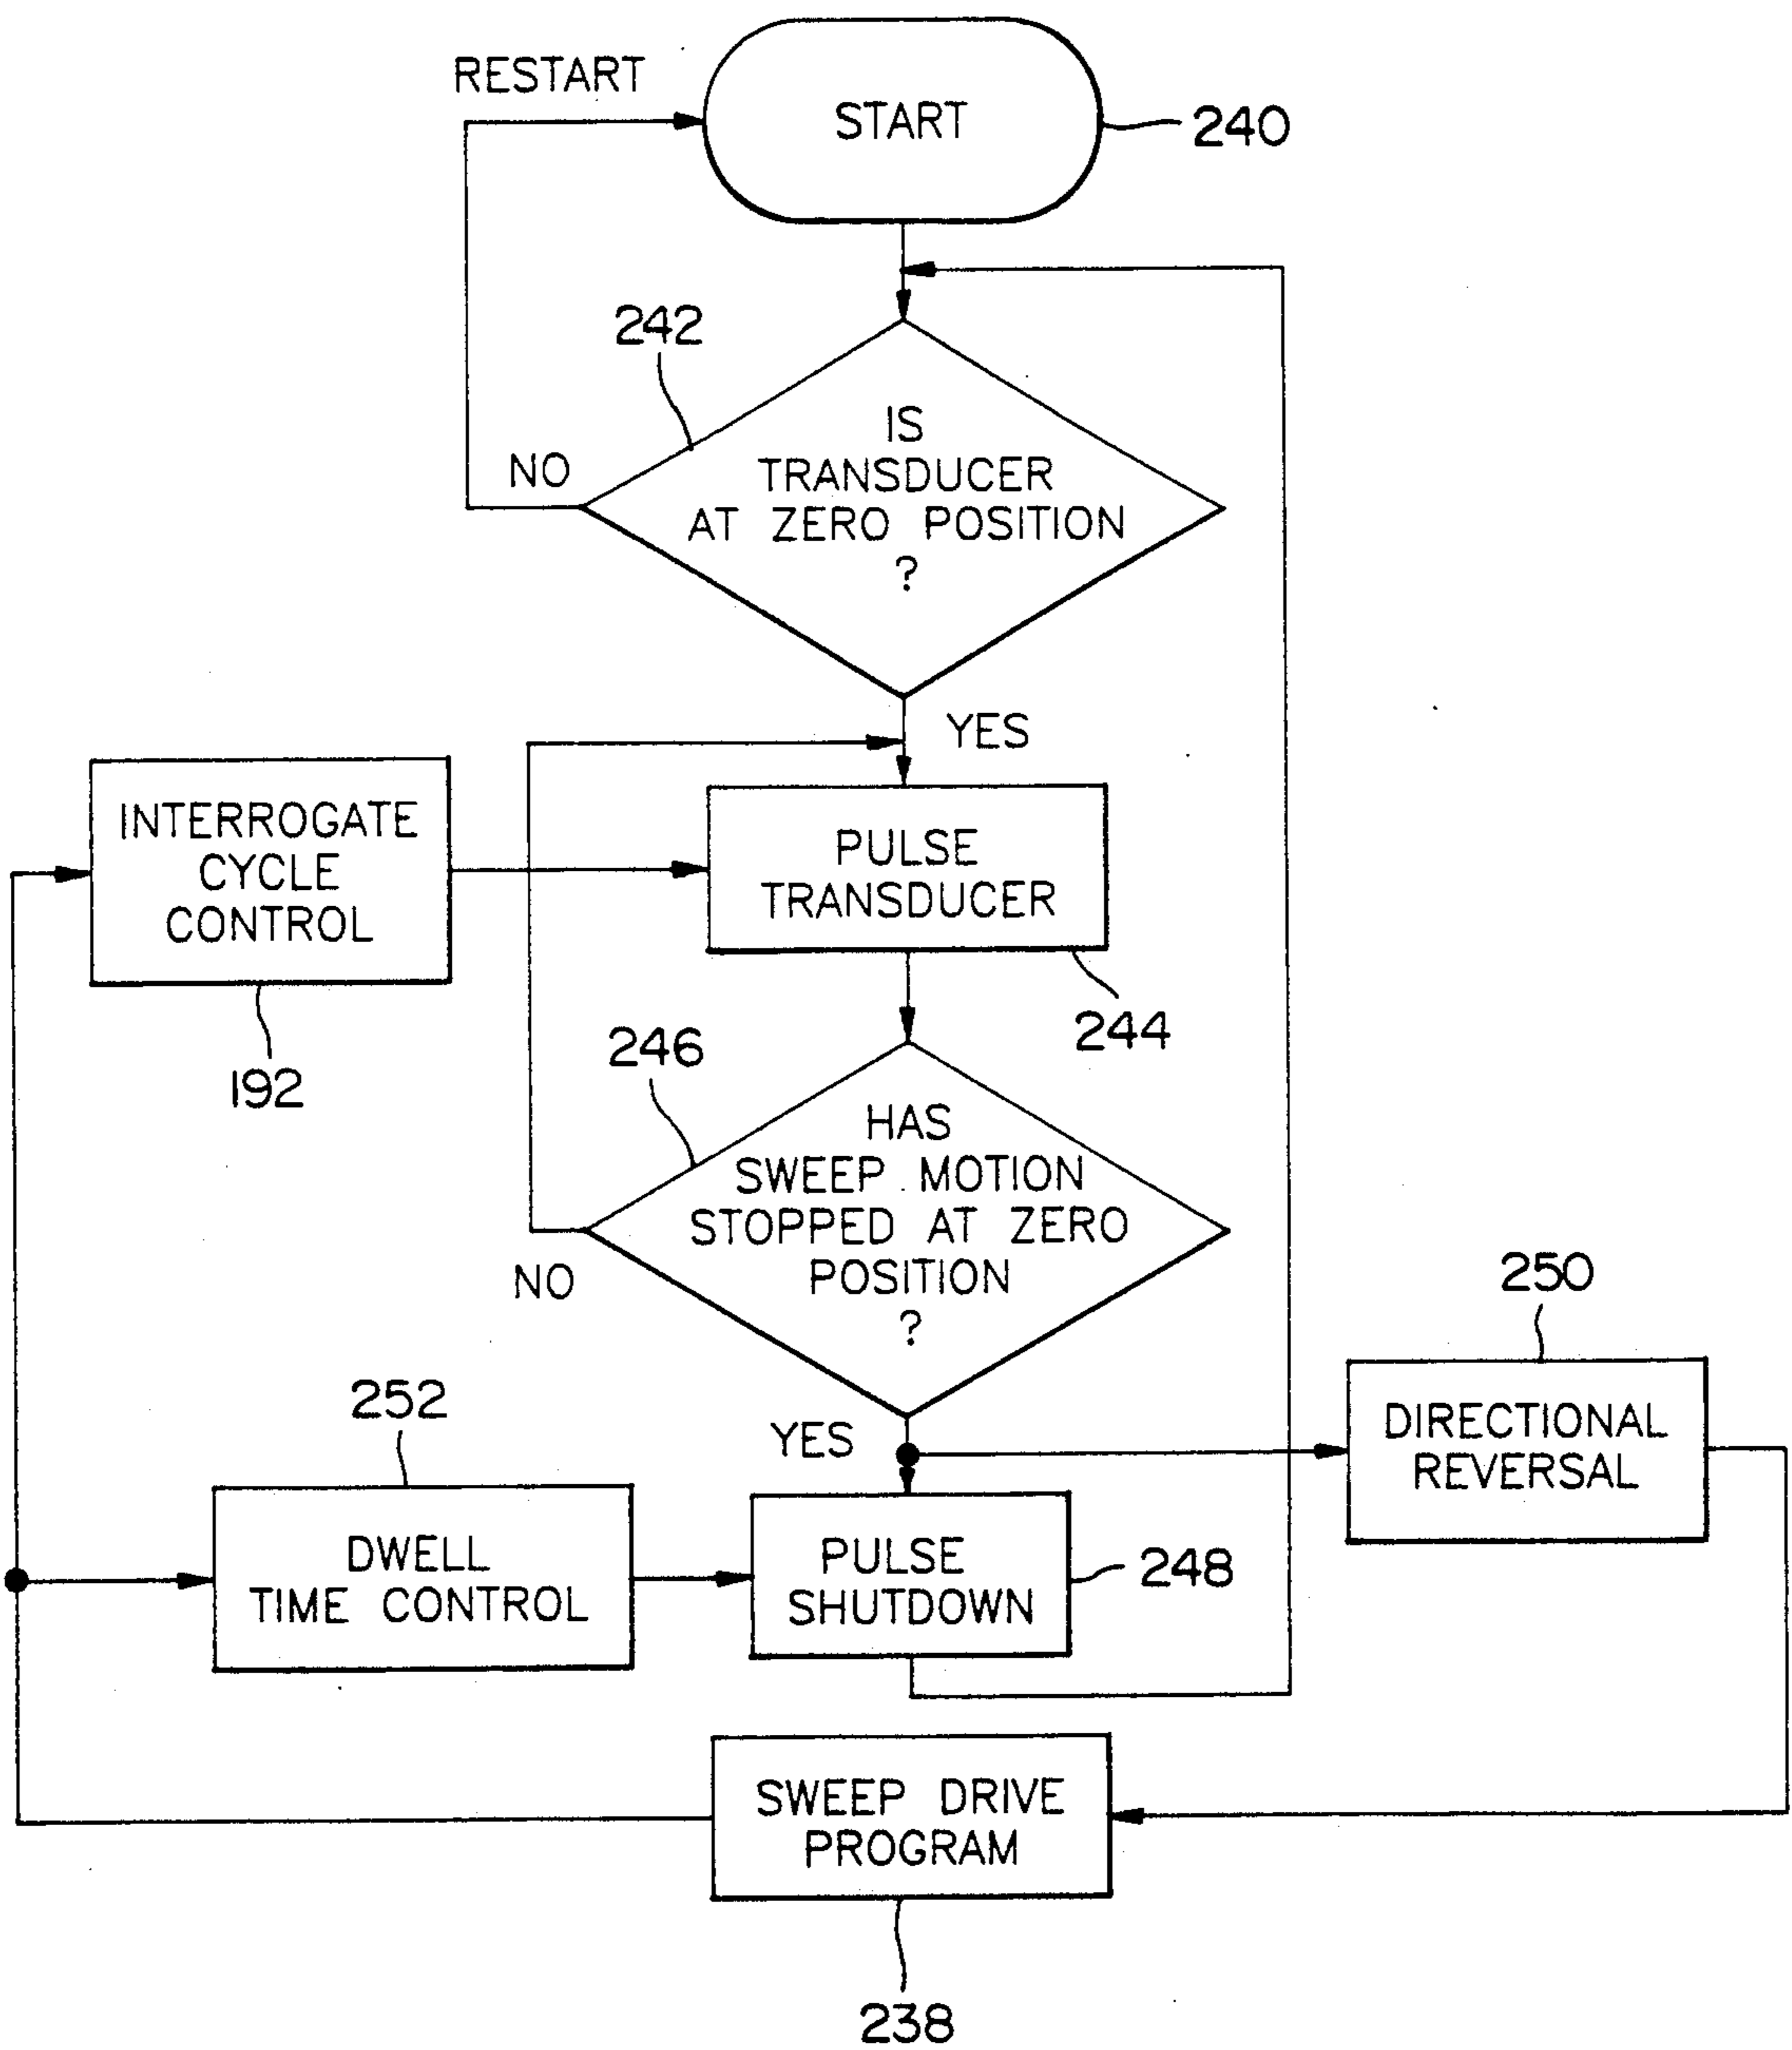 RESTART
START
240
242
NO
IS
TRANSDUCER
AT ZERO POSITION
?
YES
INTERROGATE
CYCLE
CONTROL
192
PULSE
TRANSDUCER
244
246
HAS
SWEEP MOTION
STOPPED AT ZERO
POSITION
?
NO
YES
250
DIRECTIONAL
REVERSAL
252
DWELL
TIME CONTROL
PULSE
SHUTDOWN
248
SWEEP DRIVE
PROGRAM
238